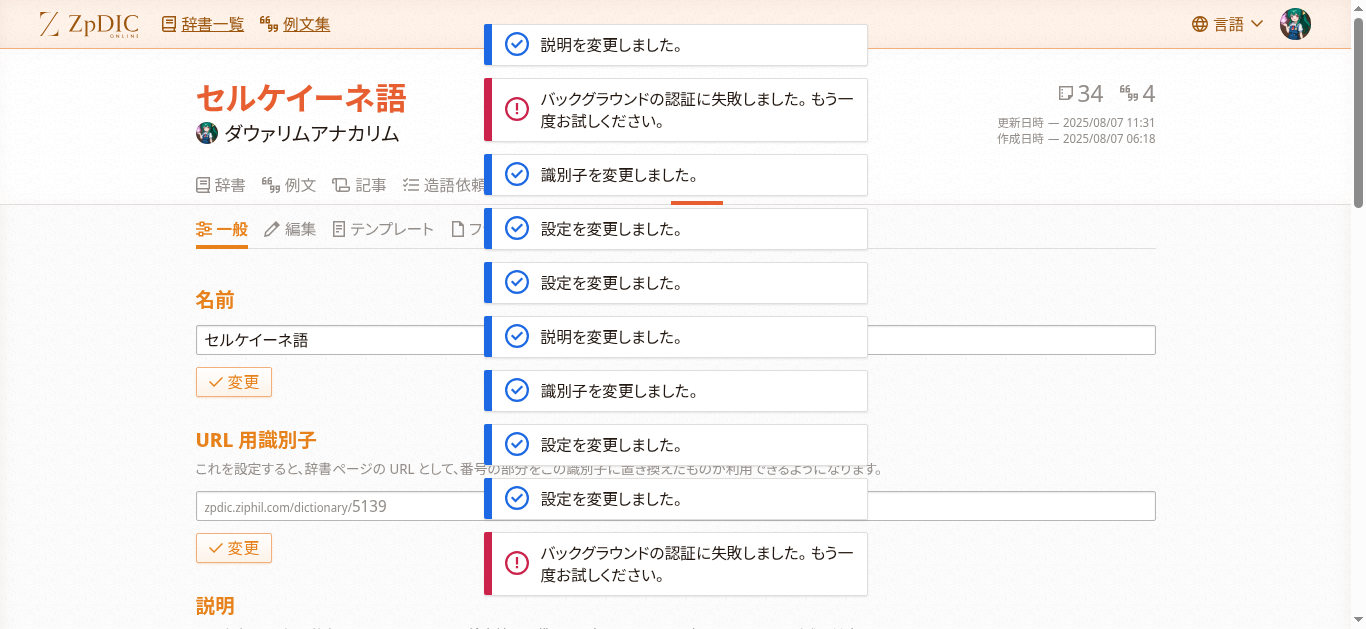 ZpDIC
ONLINE
辞書一覧
例文集
言語
セルケイーネ語
ダウァリムアナカリム
34
4
更新日時 — 2025/08/07 11:31
作成日時 — 2025/08/07 06:18
辞書
例文
記事
造語依頼
一般
編集
テンプレート
フ
説明を変更しました。
バックグラウンドの認証に失敗しました。もう一
度お試しください。
識別子を変更しました。
設定を変更しました。
設定を変更しました。
説明を変更しました。
識別子を変更しました。
設定を変更しました。
設定を変更しました。
バックグラウンドの認証に失敗しました。もう一
度お試しください。
名前
セルケイーネ語
変更
URL 用識別子
これを設定すると、辞書ページの URL として、番号の部分をこの識別子に置き換えたものが利用できるようになります。
zpdic.ziphil.com/dictionary/5139
変更
説明